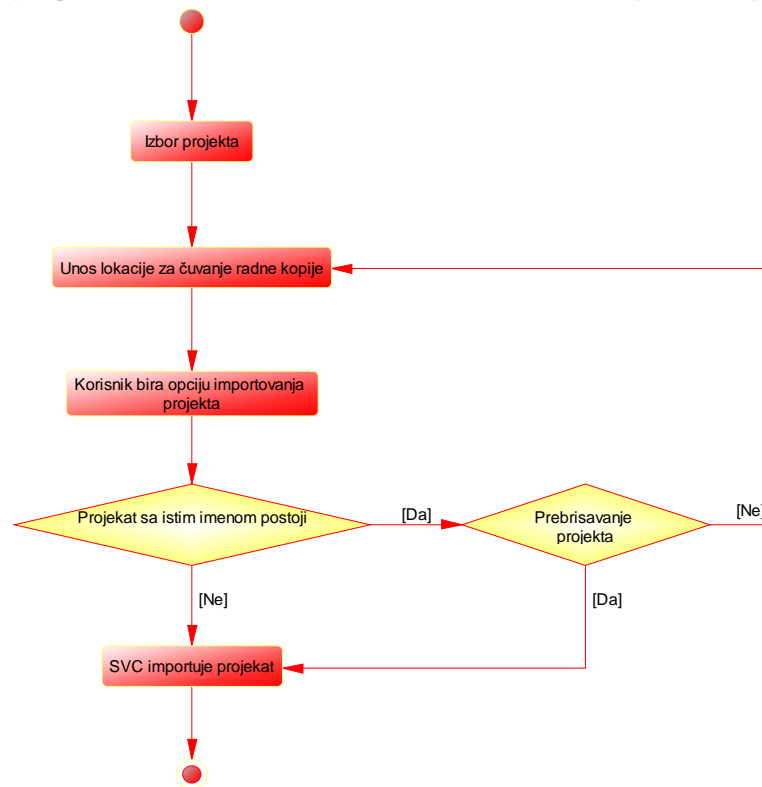 Izbor projekta
Unos lokacije za čuvanje radne kopije
Korisnik bira opciju importovanja
projekta
Projekat sa istim imenom postoji
[Da]
Prebrisavanje
projekta
[Ne]
[Ne]
[Da]
SVC importuje projekat